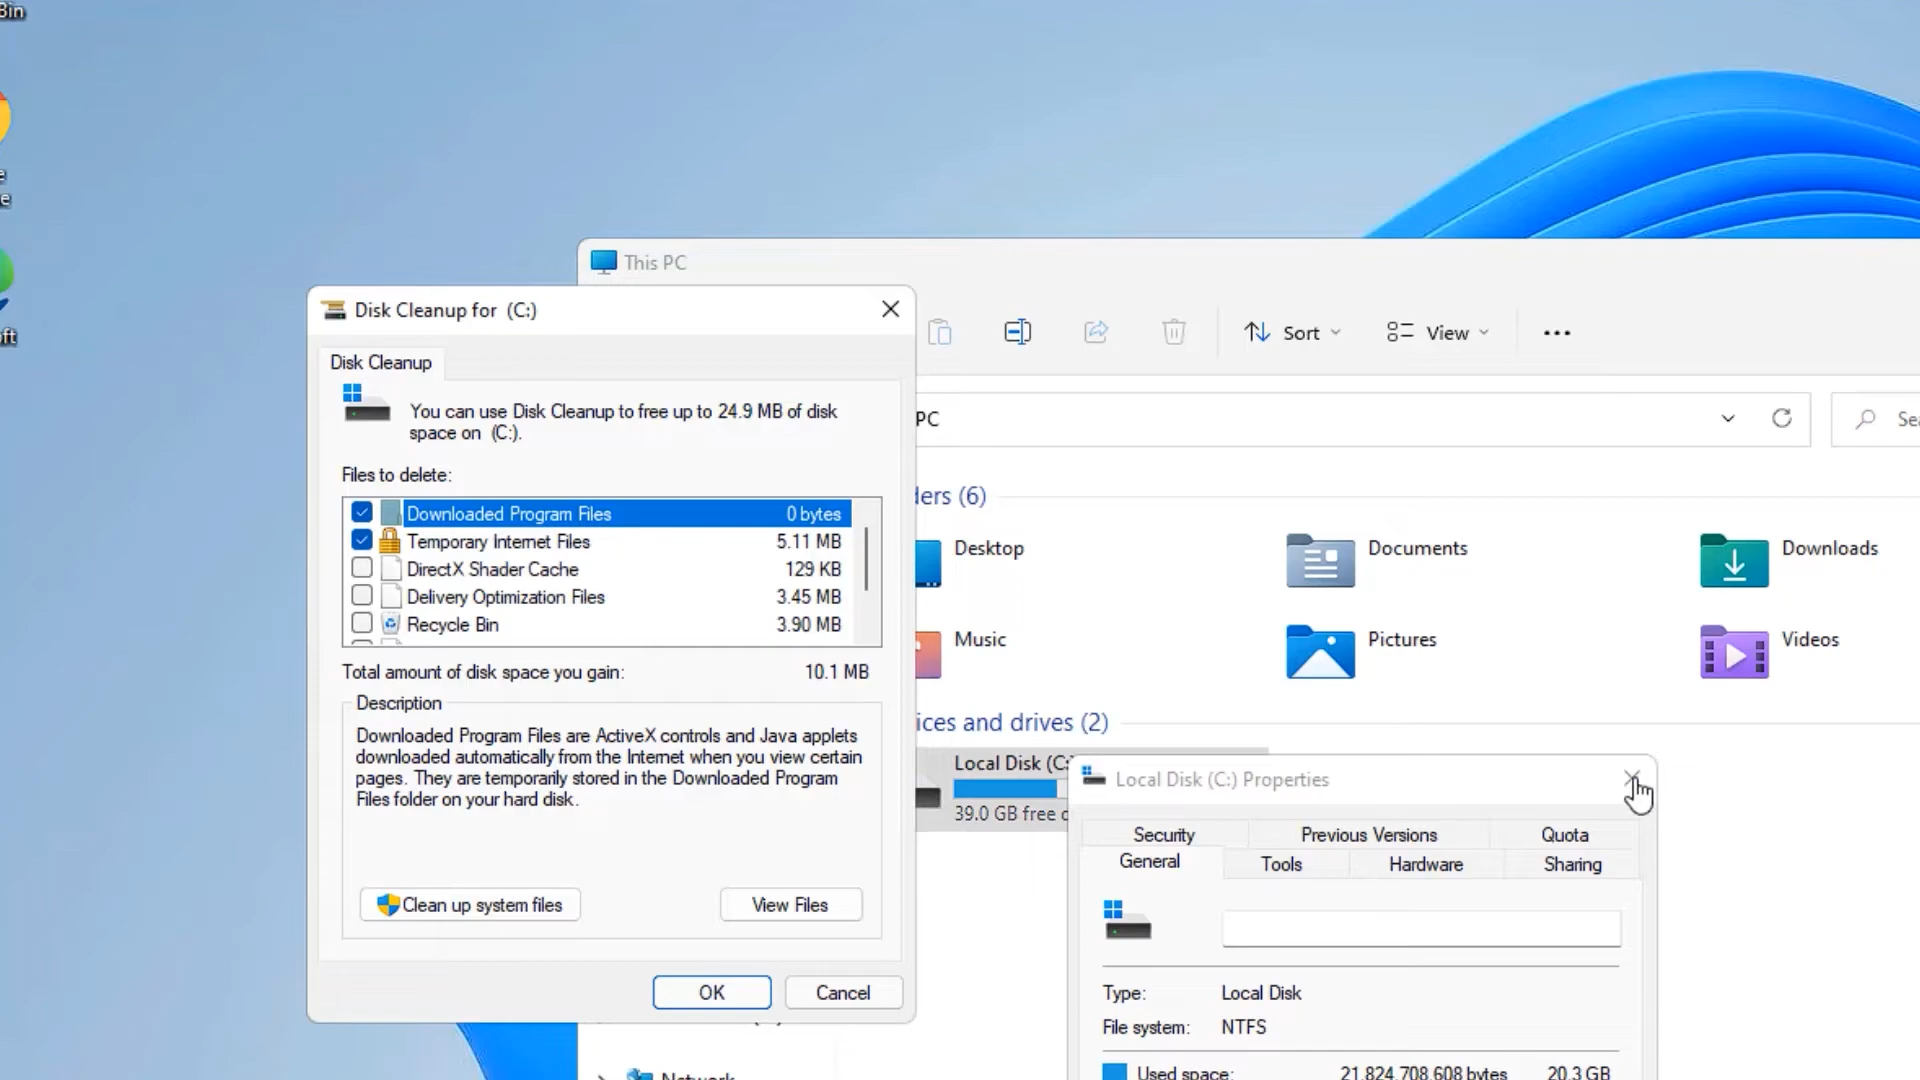 Bin
e
e
ft
This PC
Disk Cleanup for (C:)
Sort
View
Disk Cleanup
You can use Disk Cleanup to free up to 24.9 MB of disk
space on (C:).
PC
Sea
Files to delete:
Downloaded Program Files 0 bytes
Temporary Internet Files 5.11 MB
DirectX Shader Cache 129 KB
Delivery Optimization Files 3.45 MB
Recycle Bin 3.90 MB
ders (6)
Desktop
Documents
Downloads
Music
Pictures
Videos
Total amount of disk space you gain: 10.1 MB
Description
Downloaded Program Files are ActiveX controls and Java applets
downloaded automatically from the Internet when you view certain
pages. They are temporarily stored in the Downloaded Program
Files folder on your hard disk.
Clean up system files
View Files
OK
Cancel
ices and drives (2)
Local Disk (C:
39.0 GB free o
Local Disk (C:) Properties
Security
Previous Versions
Quota
General
Tools
Hardware
Sharing
Type: Local Disk
File system: NTFS
Used space: 21,824,708,608 bytes 20.3 GB
Network